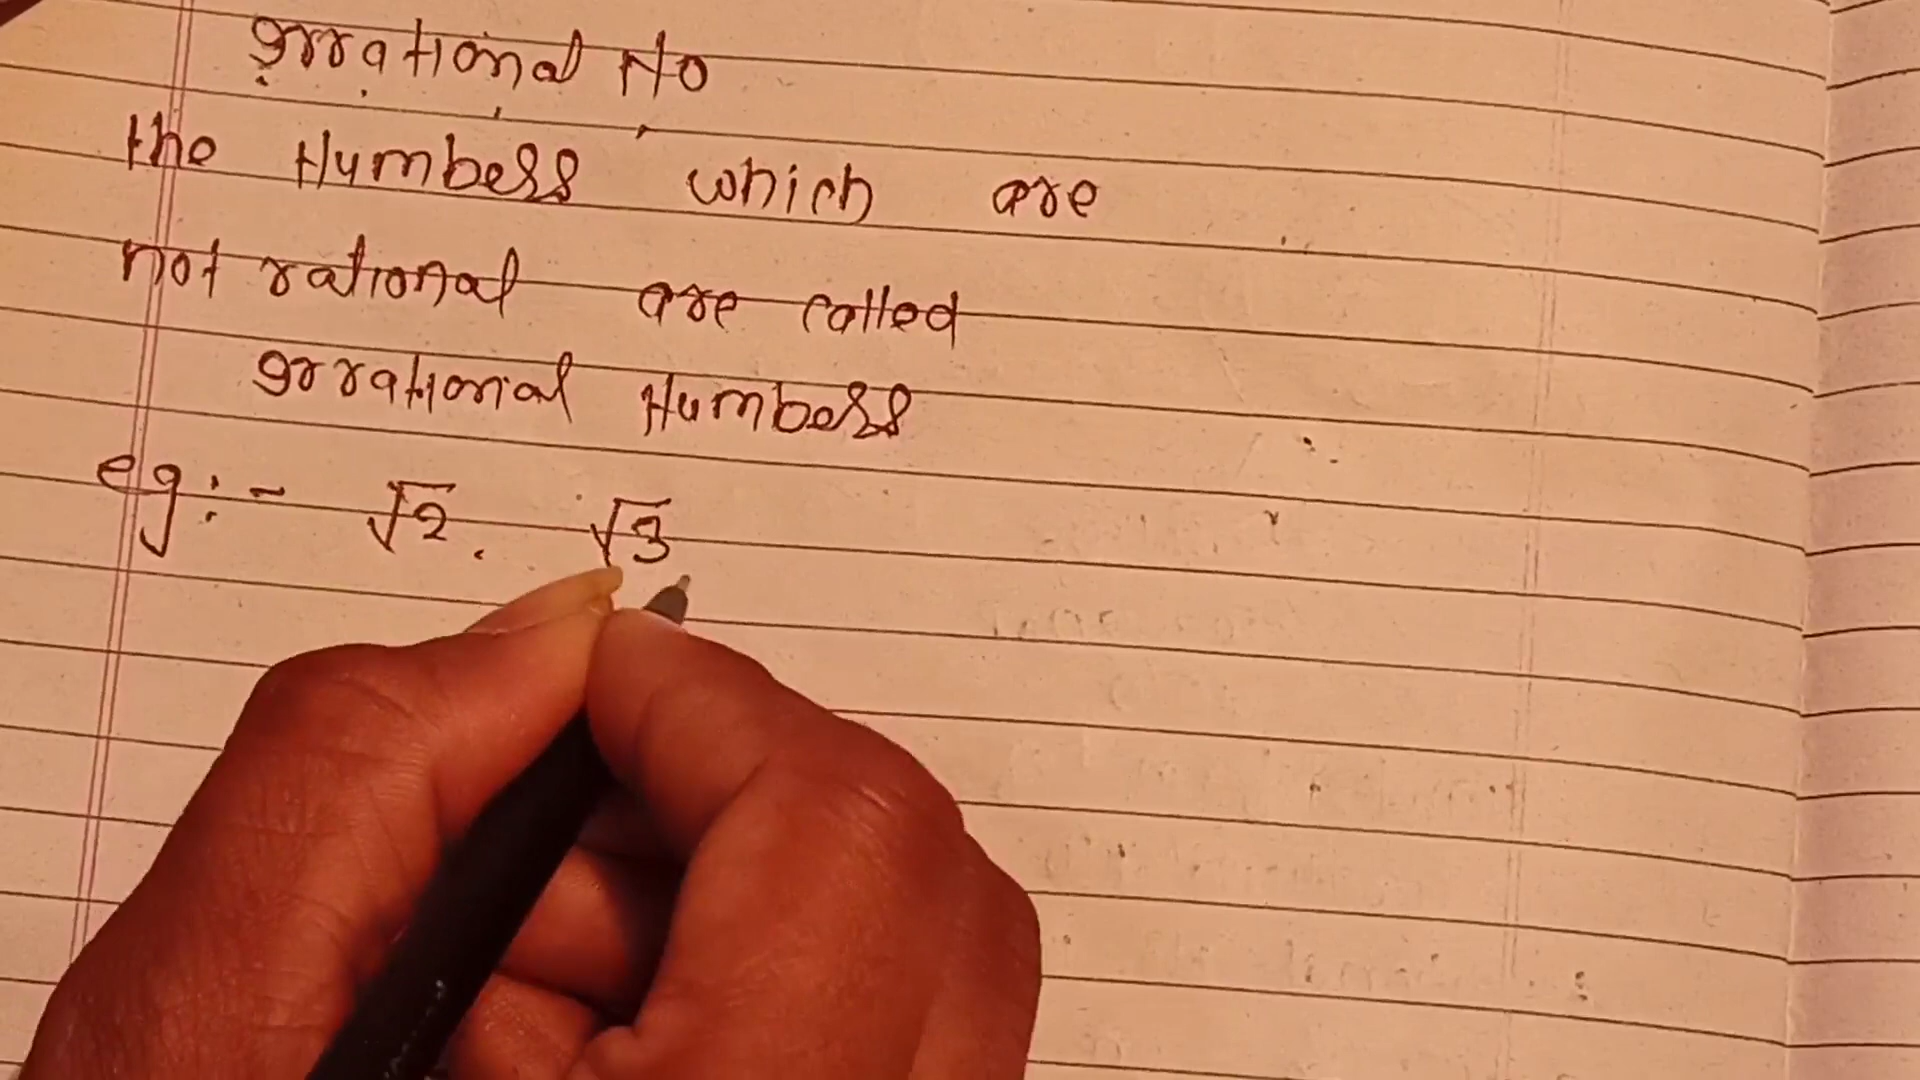 Irrational No
the Numbers which are
not rational are called
Irrational Numbers
eg:- √2. √3